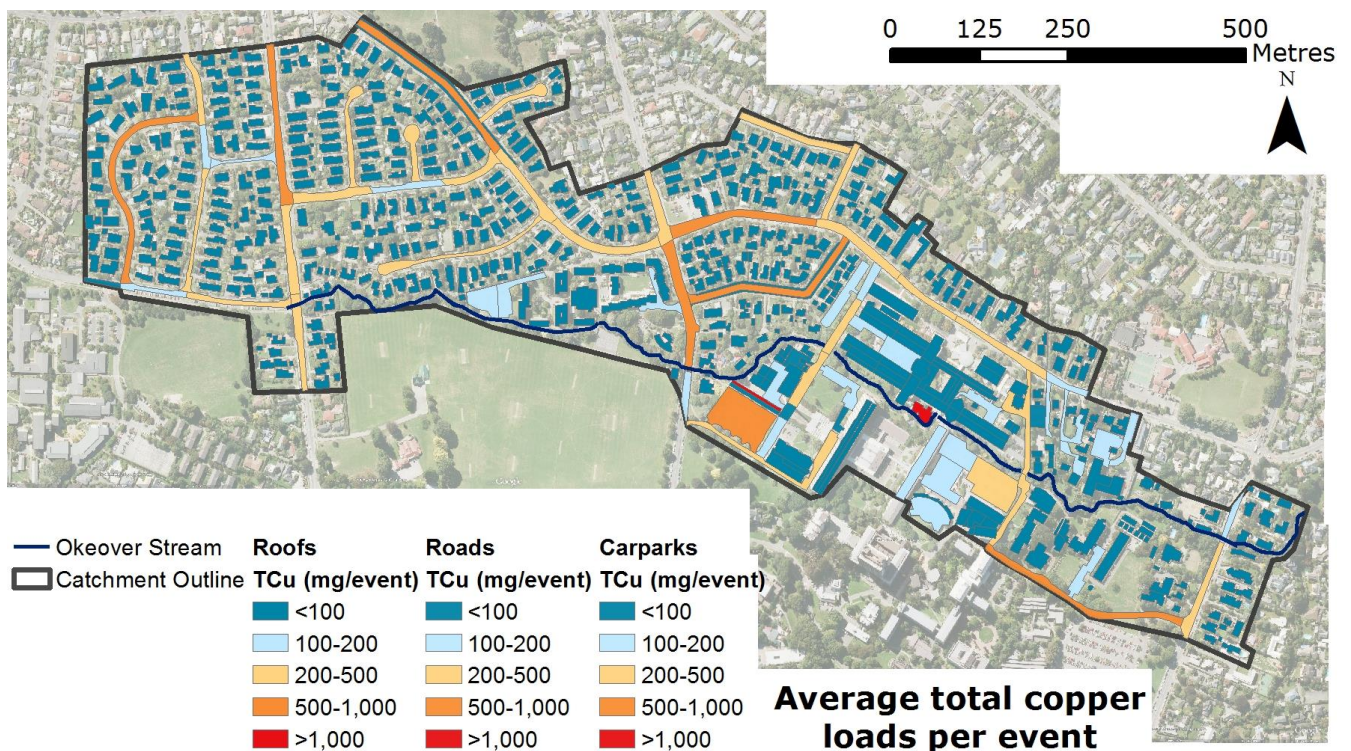 0 125 250 500
Metres
N
Google
Okeover Stream
Catchment Outline
Roofs
TCu (mg/event)
<100
100-200
200-500
500-1,000
>1,000
Roads
TCu (mg/event)
<100
100-200
200-500
500-1,000
>1,000
Carparks
TCu (mg/event)
<100
100-200
200-500
500-1,000
>1,000
Average total copper
loads per event